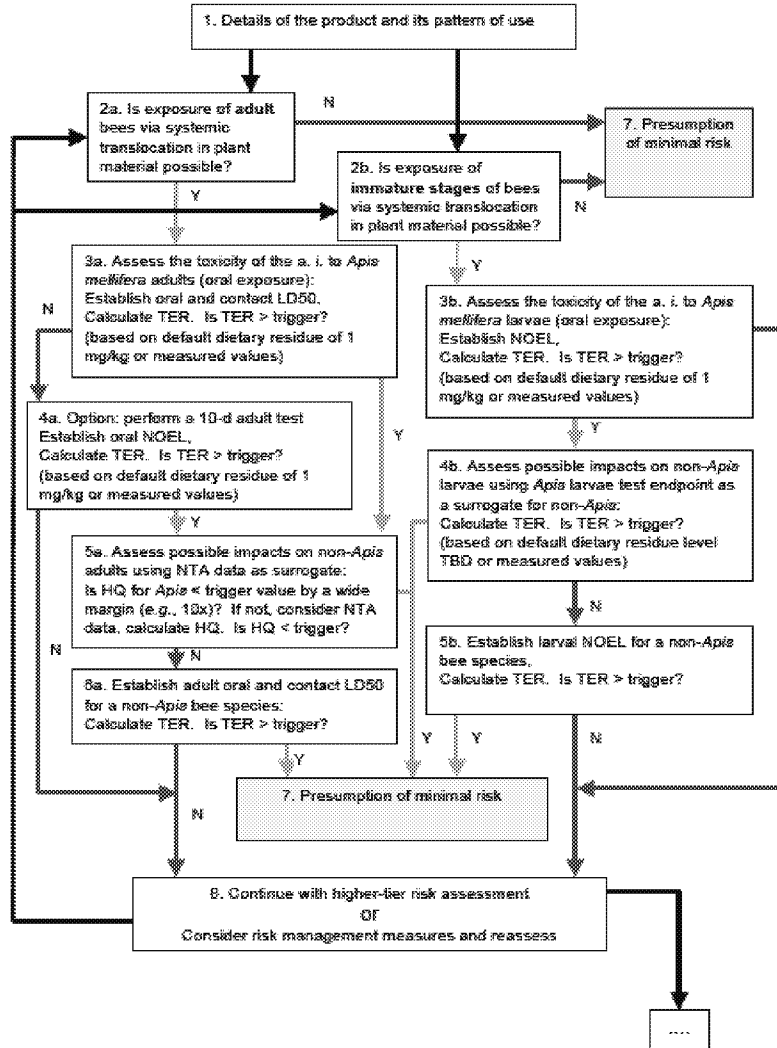 1. Details of the product and its pattern of use
2a. Is exposure of adult
bees via systemic
translocation in plant
material possible?
N
7. Presumption
of minimal risk
2b. Is exposure of
immature stages of bees
via systemic translocation
in plant material possible?
N
Y
Y
3a. Assess the toxicity of the a. i. to Apis
mellifera adults (oral exposure):
Establish oral and contact LD50,
Calculate TER. Is TER > trigger?
(based on default dietary residue of 1
mg/kg or measured values)
N
3b. Assess the toxicity of the a. i. to Apis
mellifera larvae (oral exposure):
Establish NOEL,
Calculate TER. Is TER > trigger?
(based on default dietary residue of 1
mg/kg or measured values)
N
4a. Option: perform a 10-d adult test
Establish oral NOEL,
Calculate TER. Is TER > trigger?
(based on default dietary residue of 1
mg/kg or measured values)
Y
Y
Y
4b. Assess possible impacts on non-Apis
larvae using Apis larvae test endpoint as
a surrogate for non-Apis:
Calculate TER. Is TER > trigger?
(based on default dietary residue level
TBD or measured values)
5a. Assess possible impacts on non-Apis
adults using NTA data as surrogate:
Is HQ for Apis < trigger value by a wide
margin (e.g., 10x)? If not, consider NTA
data, calculate HQ. Is HQ < trigger?
N
N
N
5b. Establish larval NOEL for a non-Apis
bee species,
Calculate TER. Is TER > trigger?
6a. Establish adult oral and contact LD50
for a non-Apis bee species:
Calculate TER. Is TER > trigger?
Y
Y
Y
N
N
7. Presumption of minimal risk
8. Continue with higher-tier risk assessment
or
Consider risk management measures and reassess